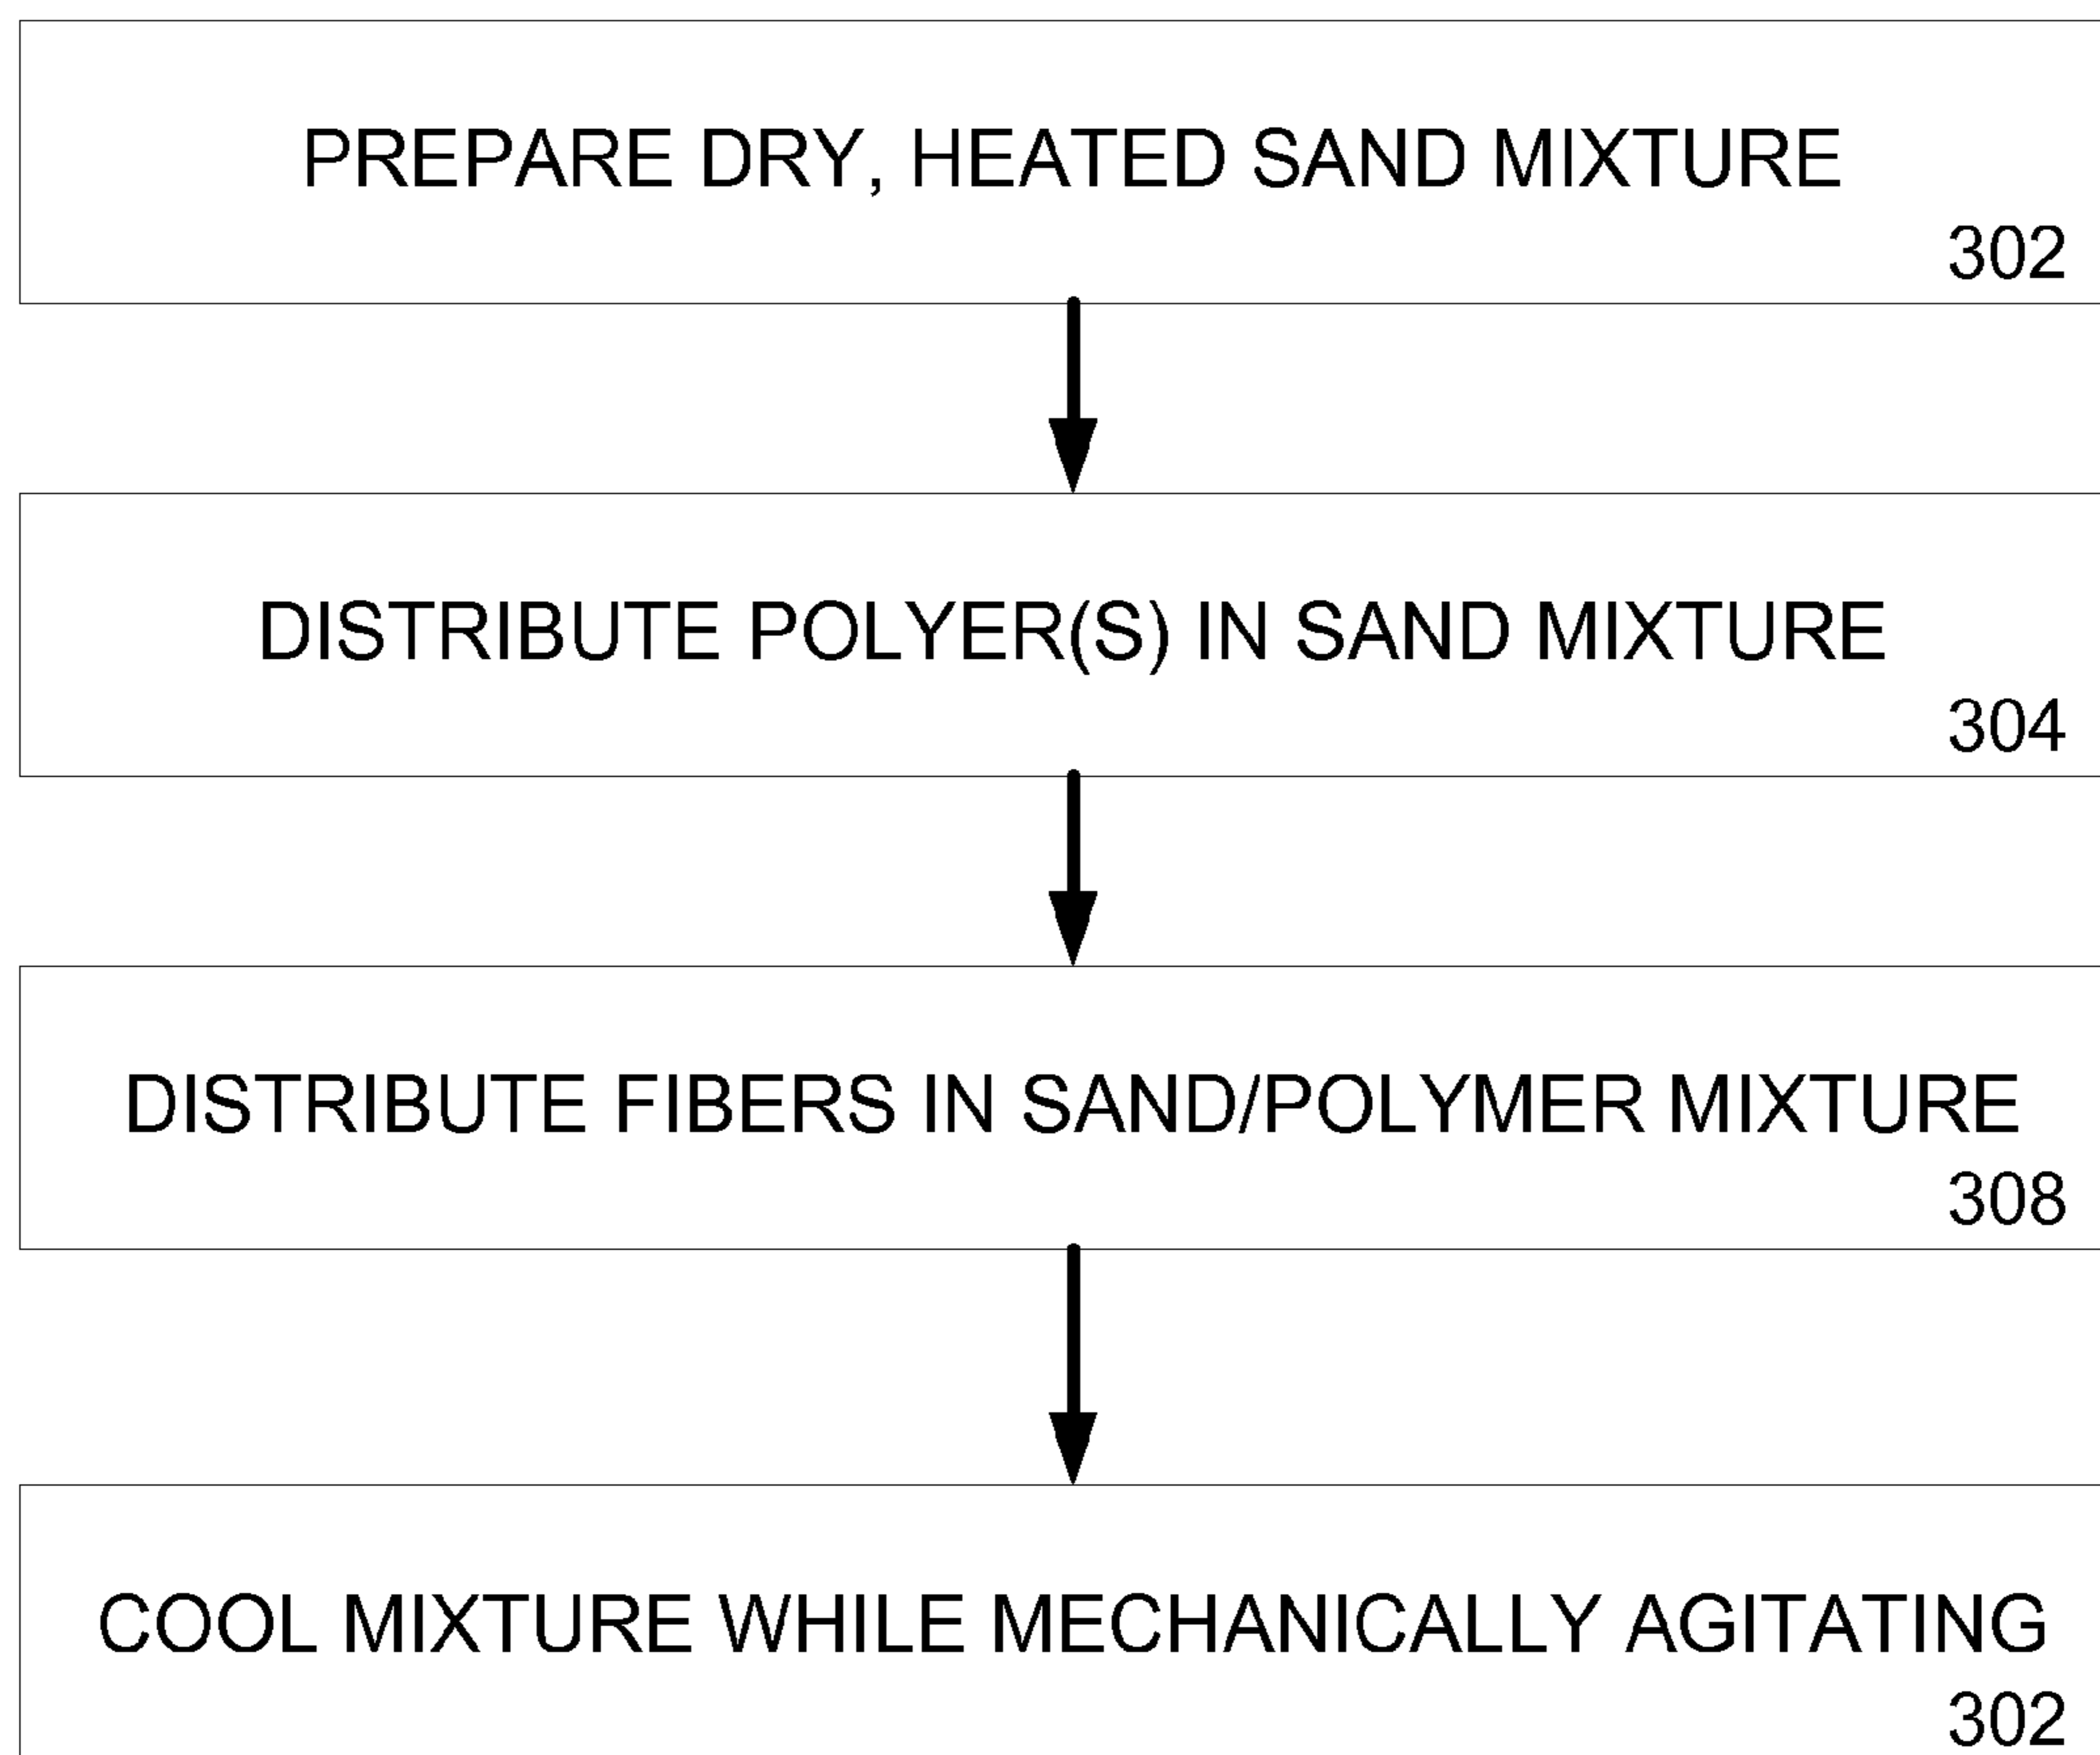 PREPARE DRY, HEATED SAND MIXTURE
302
DISTRIBUTE POLYER(S) IN SAND MIXTURE
304
DISTRIBUTE FIBERS IN SAND/POLYMER MIXTURE
308
COOL MIXTURE WHILE MECHANICALLY AGITATING
302